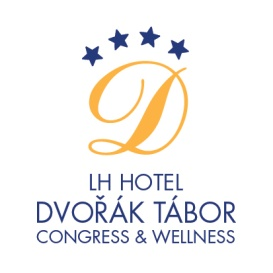 D
LH HOTEL
DVOŘÁK TÁBOR
CONGRESS & WELLNESS